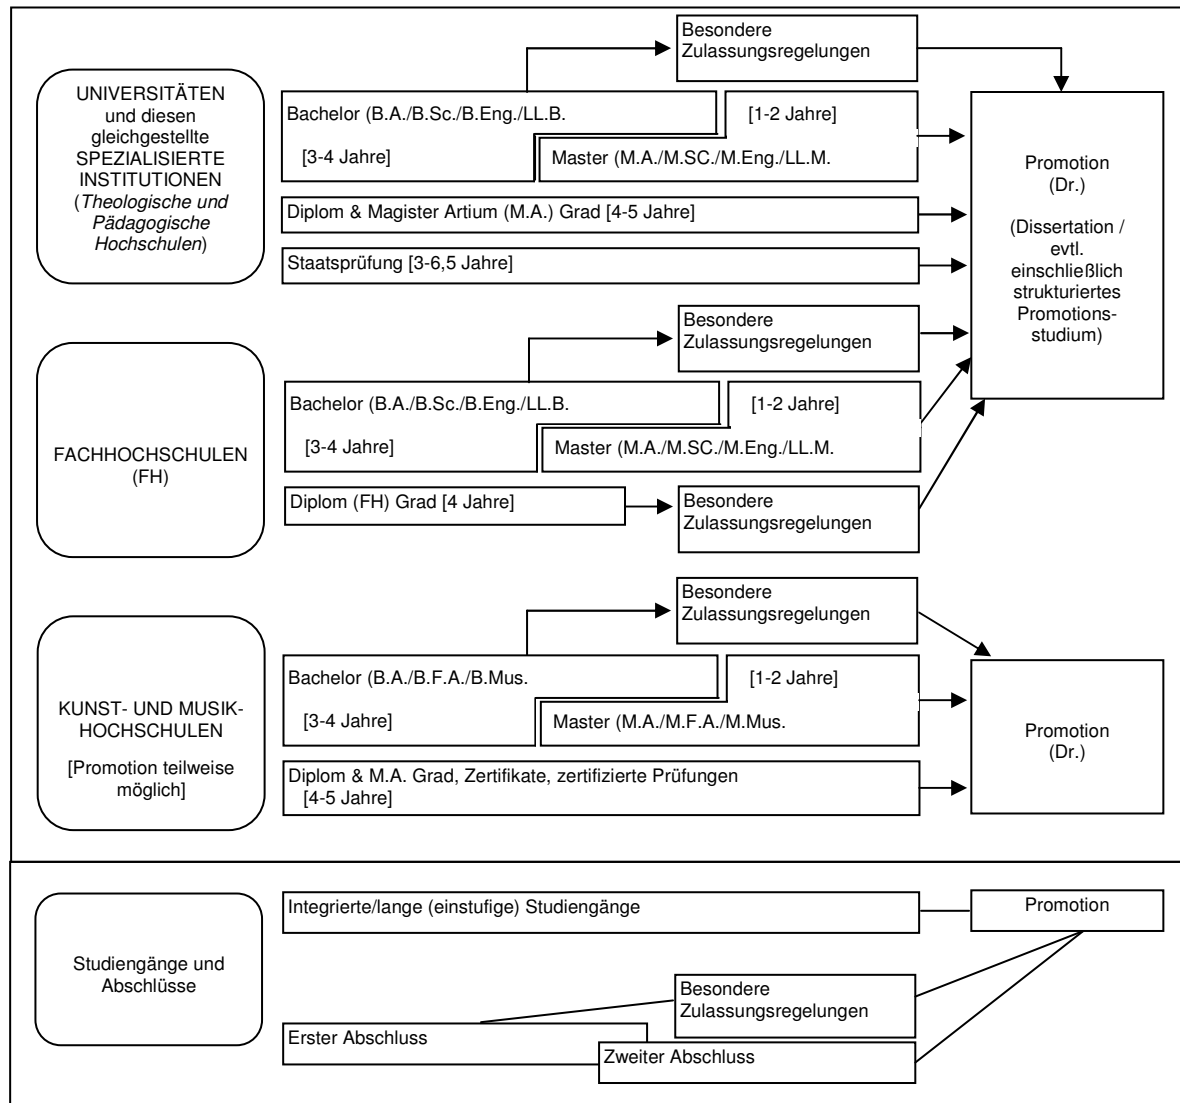 Besondere
Zulassungsregelungen
UNIVERSITÄTEN
und diesen
gleichgestellte
SPEZIALISIERTE
INSTITUTIONEN
(Theologische und
Pädagogische
Hochschulen)
Bachelor (B.A./B.Sc./B.Eng./LL.B.
[3-4 Jahre]
[1-2 Jahre]
Master (M.A./M.SC./M.Eng./LL.M.
Diplom & Magister Artium (M.A.) Grad [4-5 Jahre]
Staatsprüfung [3-6,5 Jahre]
Promotion
(Dr.)
(Dissertation /
evtl.
einschließlich
strukturiertes
Promotions-
studium)
FACHHOCHSCHULEN
(FH)
Besondere
Zulassungsregelungen
Bachelor (B.A./B.Sc./B.Eng./LL.B.
[3-4 Jahre]
[1-2 Jahre]
Master (M.A./M.SC./M.Eng./LL.M.
Diplom (FH) Grad [4 Jahre]
Besondere
Zulassungsregelungen
KUNST- UND MUSIK-
HOCHSCHULEN
[Promotion teilweise
möglich]
Besondere
Zulassungsregelungen
Bachelor (B.A./B.F.A./B.Mus.
[3-4 Jahre]
[1-2 Jahre]
Master (M.A./M.F.A./M.Mus.
Diplom & M.A. Grad, Zertifikate, zertifizierte Prüfungen
[4-5 Jahre]
Promotion
(Dr.)
Studiengänge und
Abschlüsse
Integrierte/lange (einstufige) Studiengänge
Promotion
Besondere
Zulassungsregelungen
Erster Abschluss
Zweiter Abschluss